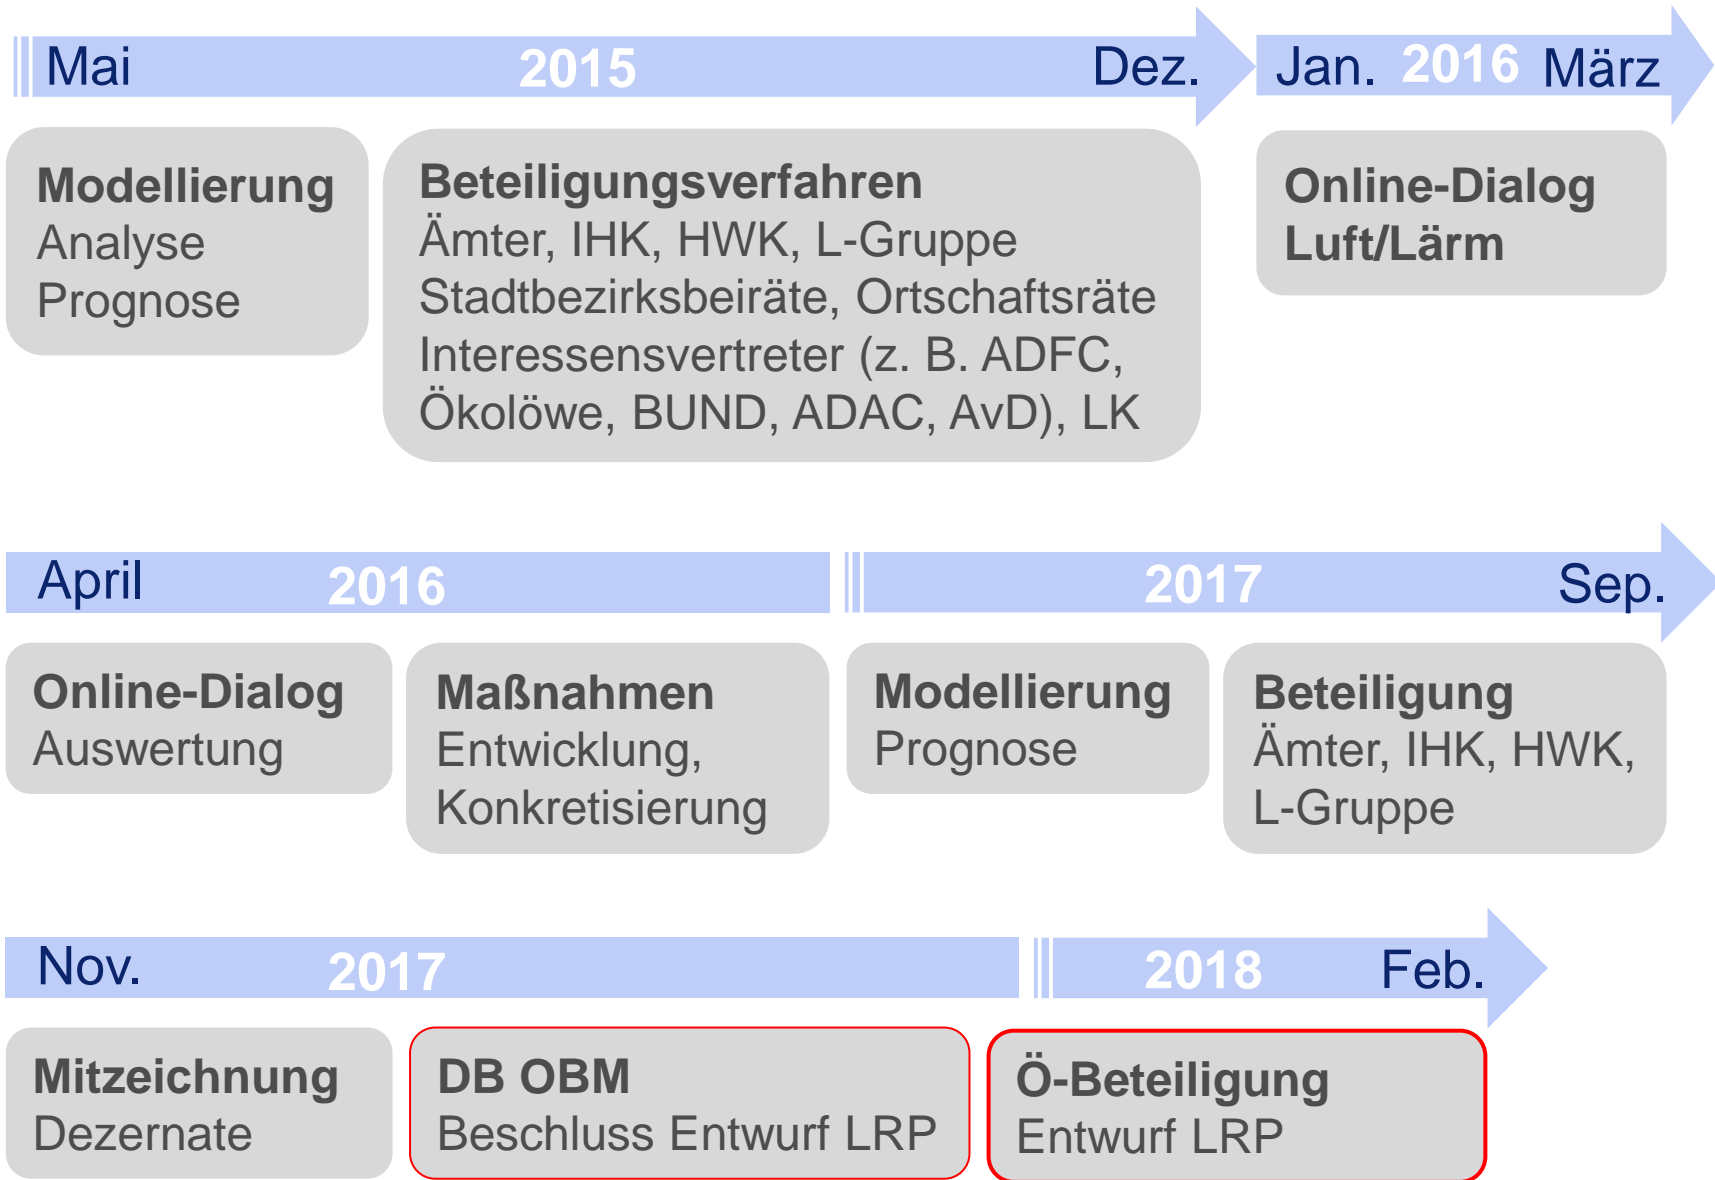 Mai 2015 Dez. Jan. 2016 März
Modellierung
Analyse
Prognose
Beteiligungsverfahren
Ämter, IHK, HWK, L-Gruppe
Stadtbezirksbeiräte, Ortschaftsräte
Interessensvertreter (z. B. ADFC,
Ökolöwe, BUND, ADAC, AvD), LK
Online-Dialog
Luft/Lärm
April 2016 2017 Sep.
Online-Dialog
Auswertung
Maßnahmen
Entwicklung,
Konkretisierung
Modellierung
Prognose
Beteiligung
Ämter, IHK, HWK,
L-Gruppe
Nov. 2017 2018 Feb.
Mitzeichnung
Dezernate
DB OBM
Beschluss Entwurf LRP
Ö-Beteiligung
Entwurf LRP